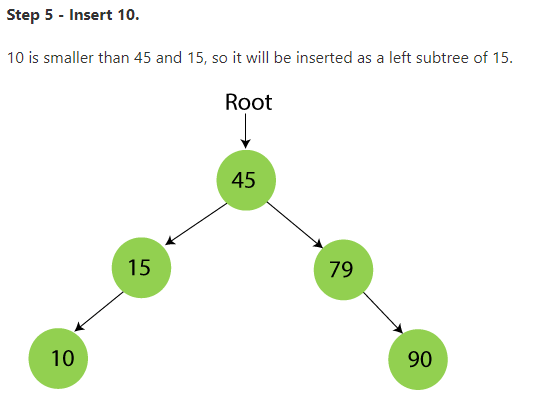 Step 5 - Insert 10.
10 is smaller than 45 and 15, so it will be inserted as a left subtree of 15.
Root
45
15
79
10
90